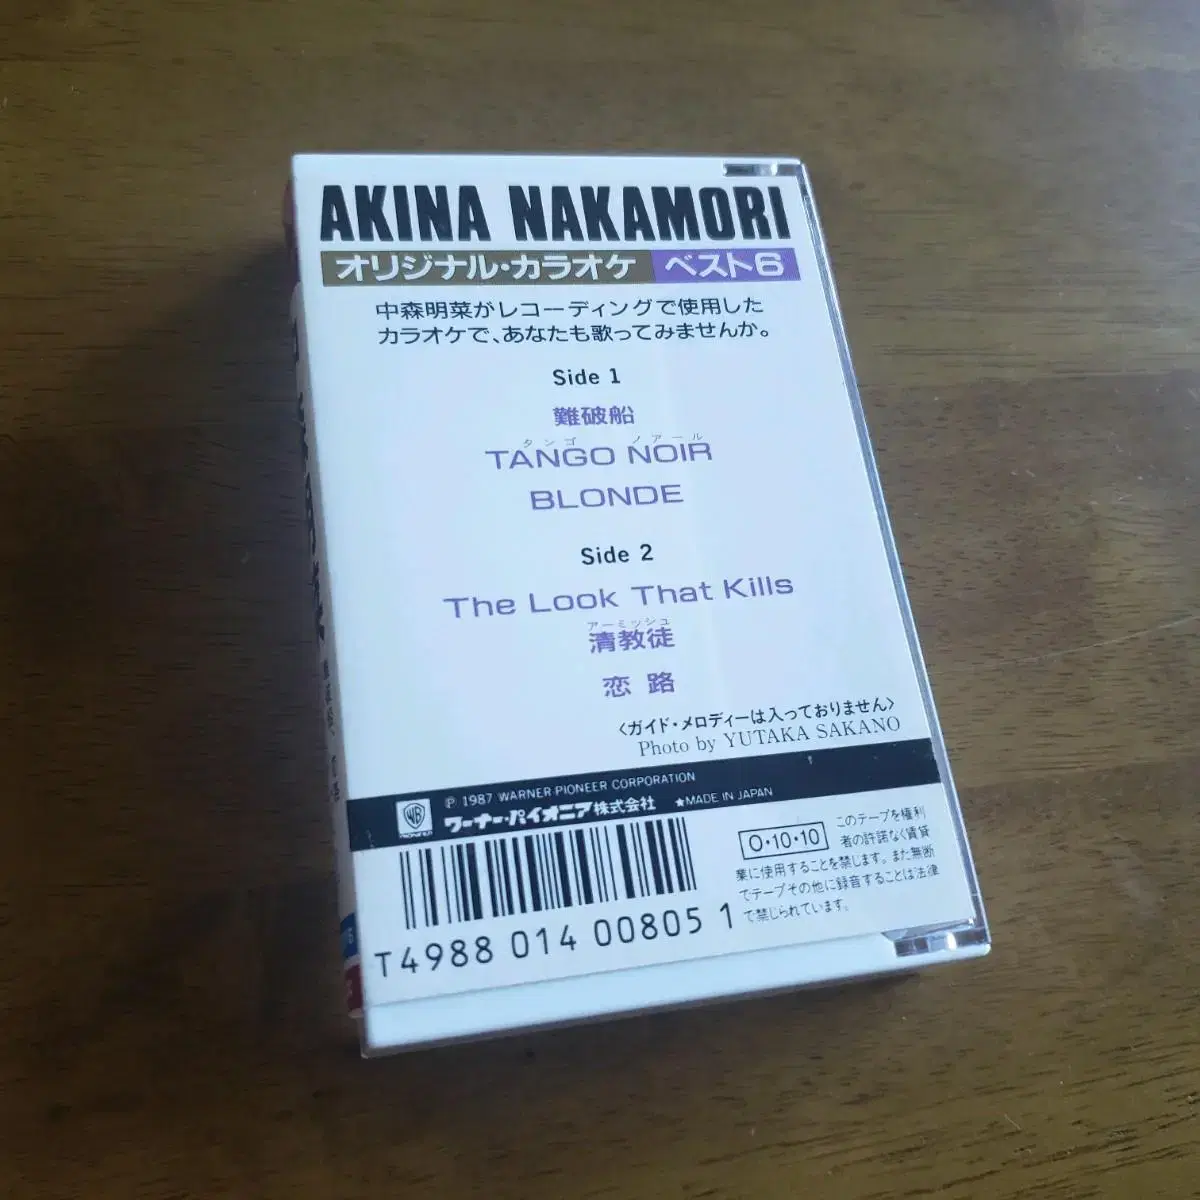 AKINA NAKAMORI
オリジナル・カラオケ ベスト6
中森明菜がレコーディングで使用した
カラオケで、あなたも歌ってみませんか。
Side 1
難破船
タンゴ ノアール
TANGO NOIR
BLONDE
Side 2
The Look That Kills
アーミッシュ
清教徒
恋路
〈ガイド・メロディーは入っておりません〉
Photo by YUTAKA SAKANO
Ⓟ 1987 WARNER-PIONEER CORPORATION
ワーナー・パイオニア株式会社 ★MADE IN JAPAN
WB
PIONEER
T4988 014 00805 1
O・10・10
このテープを権利
者の許諾なく賃貸
業に使用することを禁じます。また無断
でテープその他に録音することは法律
で禁じられています。